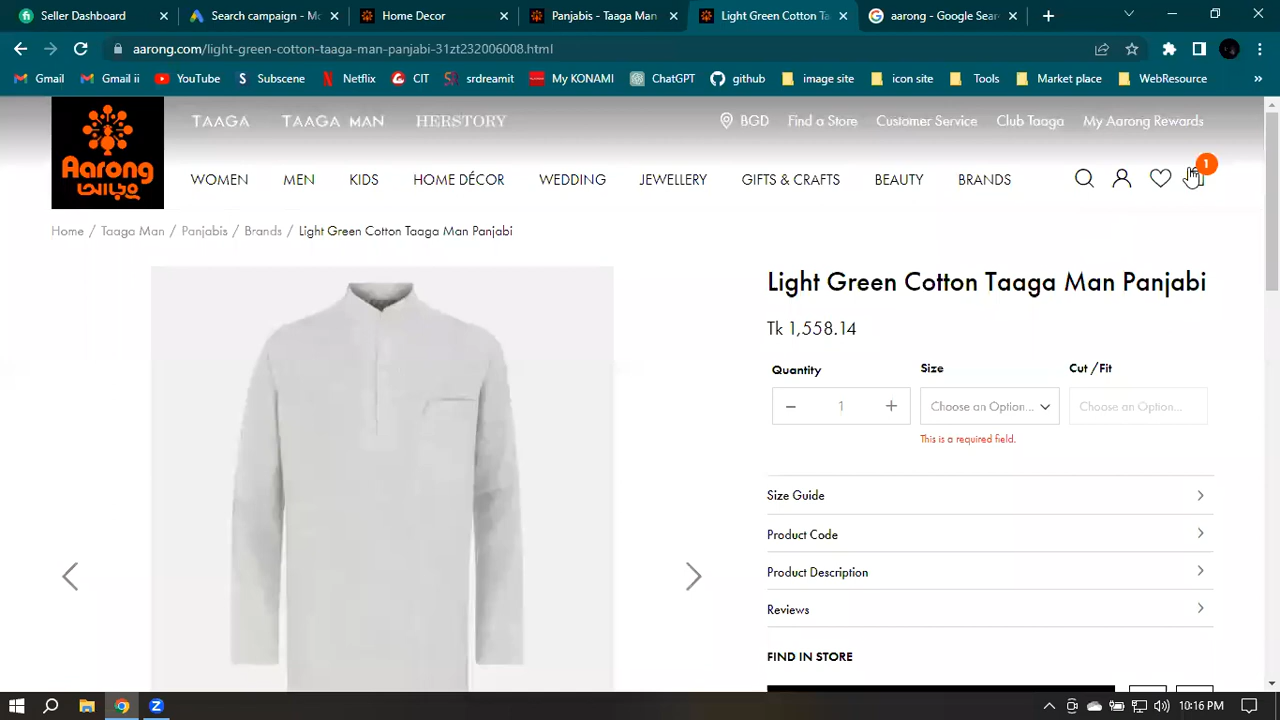 Seller Dashboard
Search campaign - Mo
Home Decor
Panjabis - Taaga Man
Light Green Cotton Ta
aarong - Google Sear
aarong.com/light-green-cotton-taaga-man-panjabi-31zt232006008.html
Gmail
Gmail ii
YouTube
Subscene
Netflix
CIT
srdreamit
My KONAMI
ChatGPT
github
image site
icon site
Tools
Market place
WebResource
TAAGA
TAAGA MAN
HERSTORY
BGD
Find a Store
Customer Service
Club Taaga
My Aarong Rewards
Aarong
আড়ং
WOMEN
MEN
KIDS
HOME DÉCOR
WEDDING
JEWELLERY
GIFTS & CRAFTS
BEAUTY
BRANDS
1
Home / Taaga Man / Panjabis / Brands / Light Green Cotton Taaga Man Panjabi
Light Green Cotton Taaga Man Panjabi
Tk 1,558.14
Quantity
Size
Cut /Fit
1
Choose an Option...
Choose an Option...
This is a required field.
Size Guide
Product Code
Product Description
Reviews
FIND IN STORE
10:16 PM